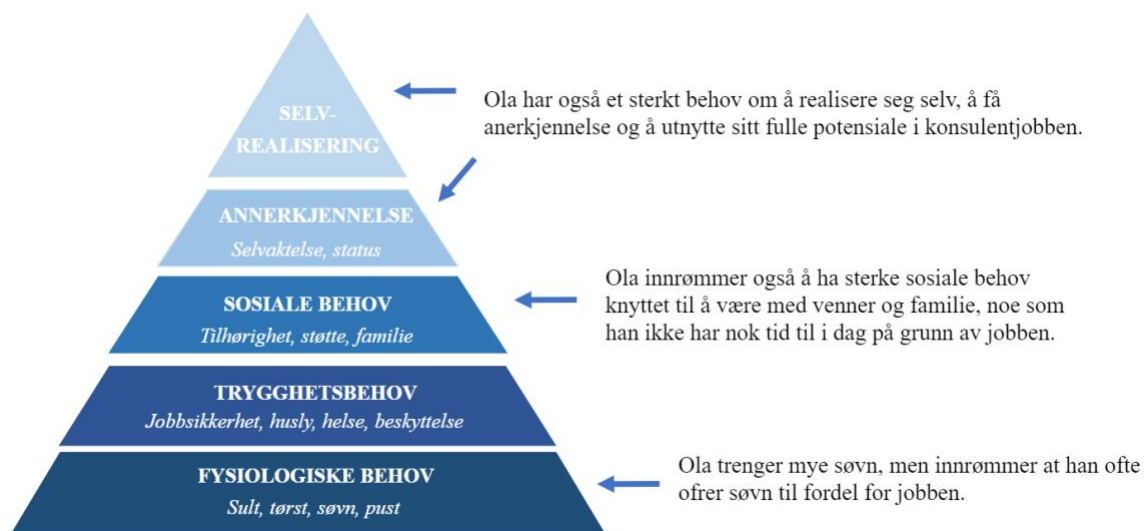 SELV-
REALISERING
Ola har også et sterkt behov om å realisere seg selv, å få
anerkjennelse og å utnytte sitt fulle potensiale i konsulentjobben.
ANNERKJENNELSE
Selvaktelse, status
SOSIALE BEHOV
Tilhørighet, støtte, familie
Ola innrømmer også å ha sterke sosiale behov
knyttet til å være med venner og familie, noe som
han ikke har nok tid til i dag på grunn av jobben.
TRYGGHETSBEHOV
Jobbsikkerhet, husly, helse, beskyttelse
FYSIOLOGISKE BEHOV
Sult, tørst, søvn, pust
Ola trenger mye søvn, men innrømmer at han ofte
ofrer søvn til fordel for jobben.